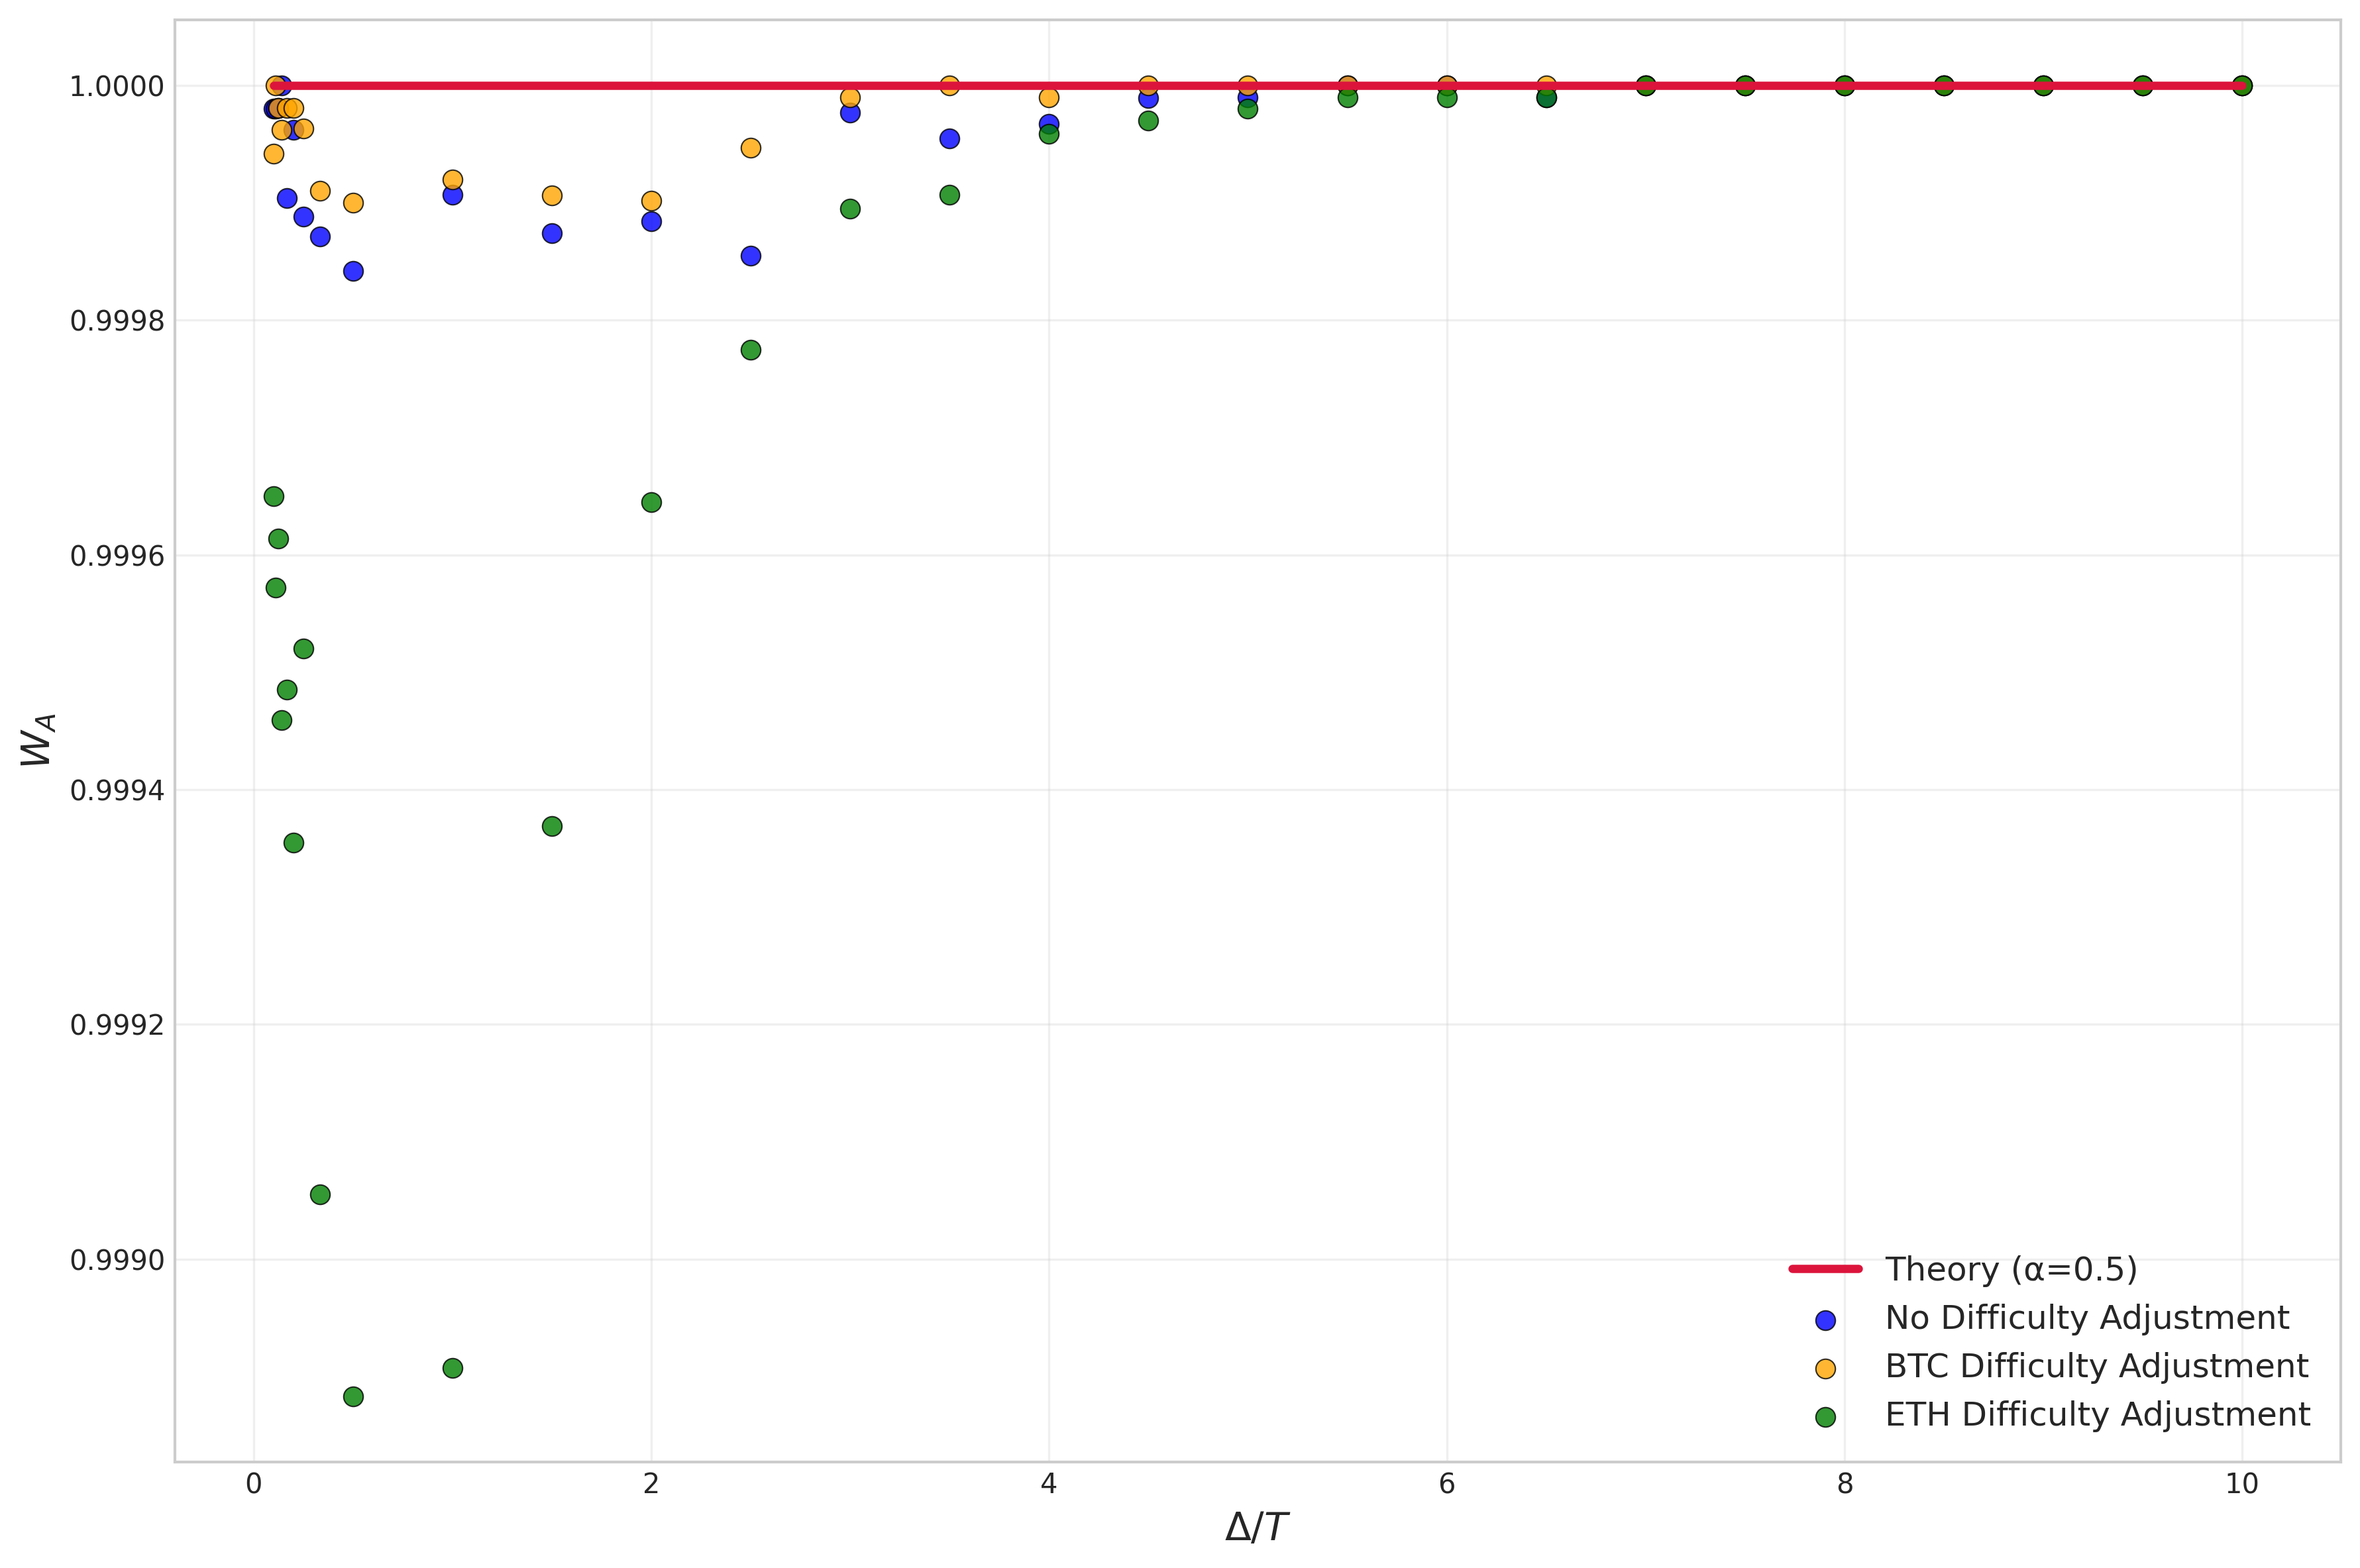 1.0000
0.9998
0.9996
0.9994
0.9992
0.9990
W_A
0 2 4 6 8 10
Δ/T
Theory (α=0.5)
No Difficulty Adjustment
BTC Difficulty Adjustment
ETH Difficulty Adjustment